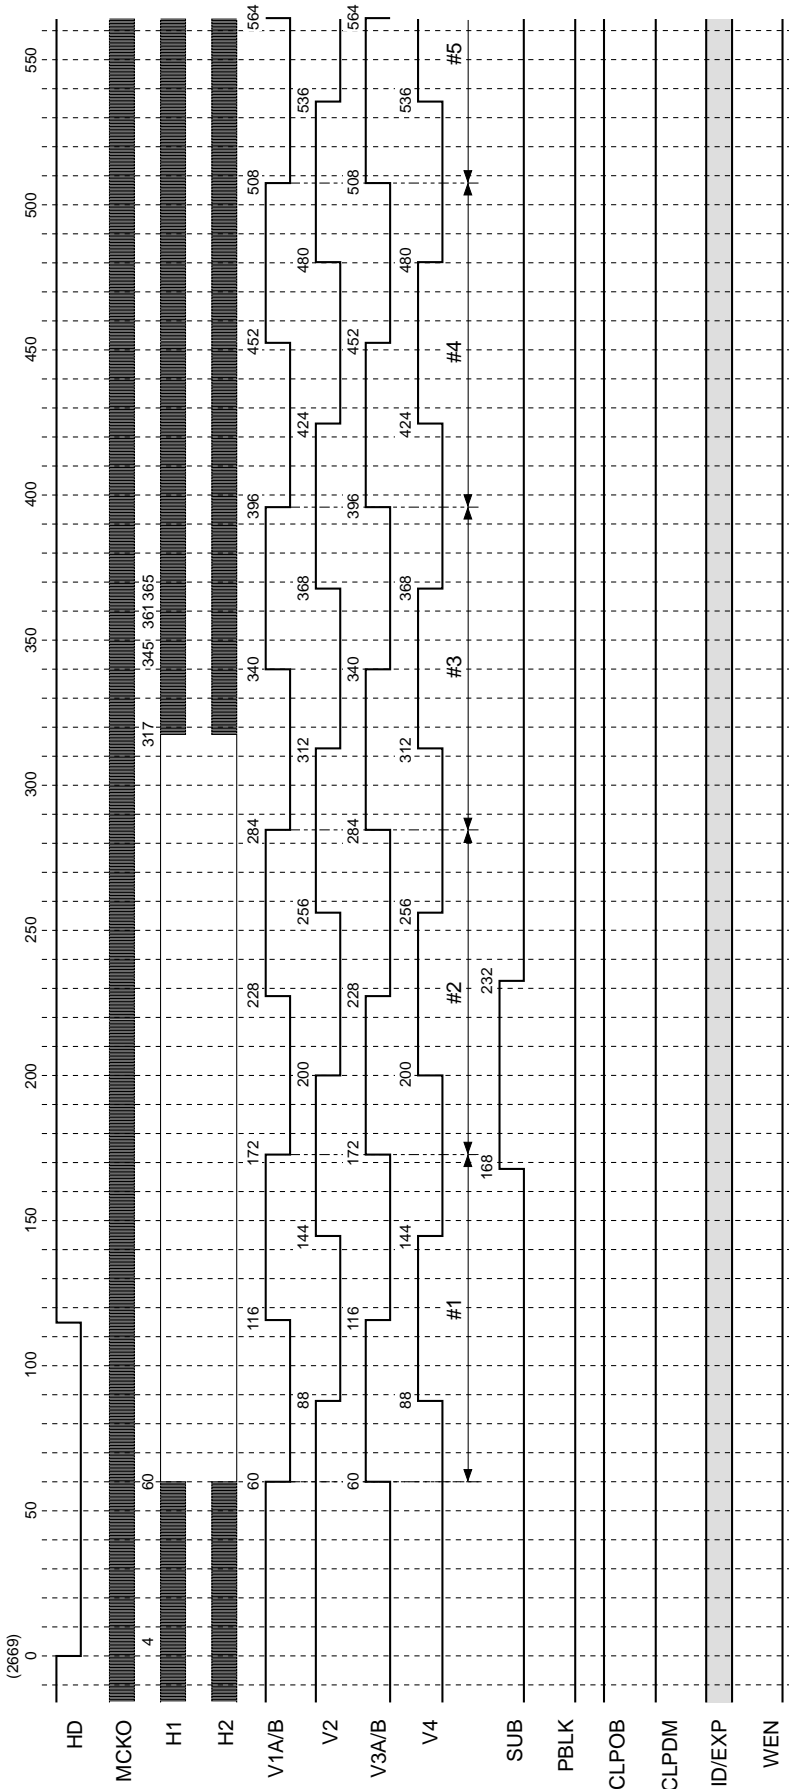 (2669)
0 50 100 150 200 250 300 350 400 450 500 550
HD
MCKO
4 60 317 345 361 365
H1
H2
60 116 172 228 284 340 396 452 508 564
V1A/B
88 144 200 256 312 368 424 480 536
V2
60 116 172 228 284 340 396 452 508 564
V3A/B
88 144 200 256 312 368 424 480 536
V4
#1 #2 #3 #4 #5
168 232
SUB
PBLK
CLPOB
CLPDM
ID/EXP
WEN